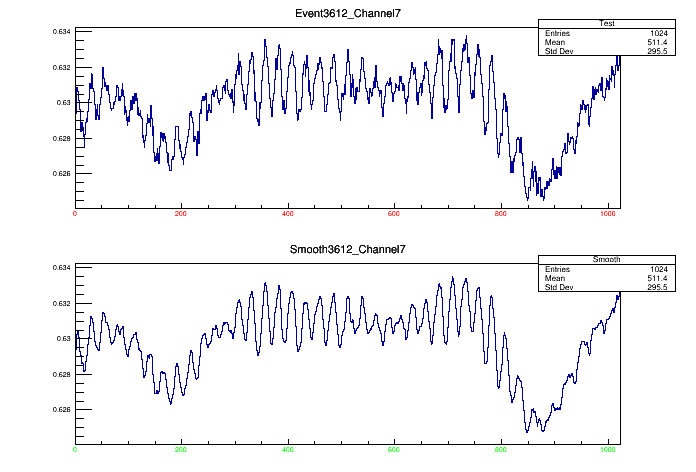 Event3612_Channel7
Test
Entries 1024
Mean 511.4
Std Dev 295.5
0.634
0.632
0.63
0.628
0.626
0 200 400 600 800 1000
Smooth3612_Channel7
Smooth
Entries 1024
Mean 511.4
Std Dev 295.5
0.634
0.632
0.63
0.628
0.626
0 200 400 600 800 1000